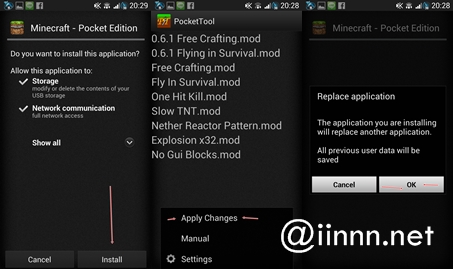 20:29
Minecraft - Pocket Edition
Do you want to install this application?
Allow this application to:
Storage
modify or delete the contents of your
USB storage
Network communication
full network access
Show all
Cancel
Install
20:28
PocketTool
0.6.1 Free Crafting.mod
0.6.1 Flying in Survival.mod
Free Crafting.mod
Fly In Survival.mod
One Hit Kill.mod
Slow TNT.mod
Nether Reactor Pattern.mod
Explosion x32.mod
No Gui Blocks.mod
Apply Changes
Manual
Settings
20:28
Minecraft - Pocket Edition
Replace application
The application you are installing
will replace another application.
All previous user data will be
saved
Cancel
OK
@iinnn.net